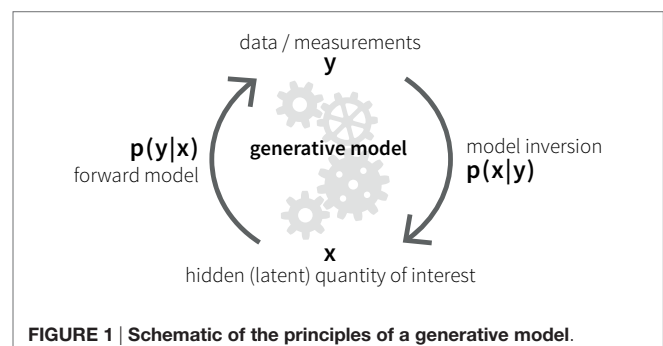 data / measurements
y
p(y|x)
forward model
generative model
model inversion
p(x|y)
x
hidden (latent) quantity of interest
FIGURE 1 | Schematic of the principles of a generative model.